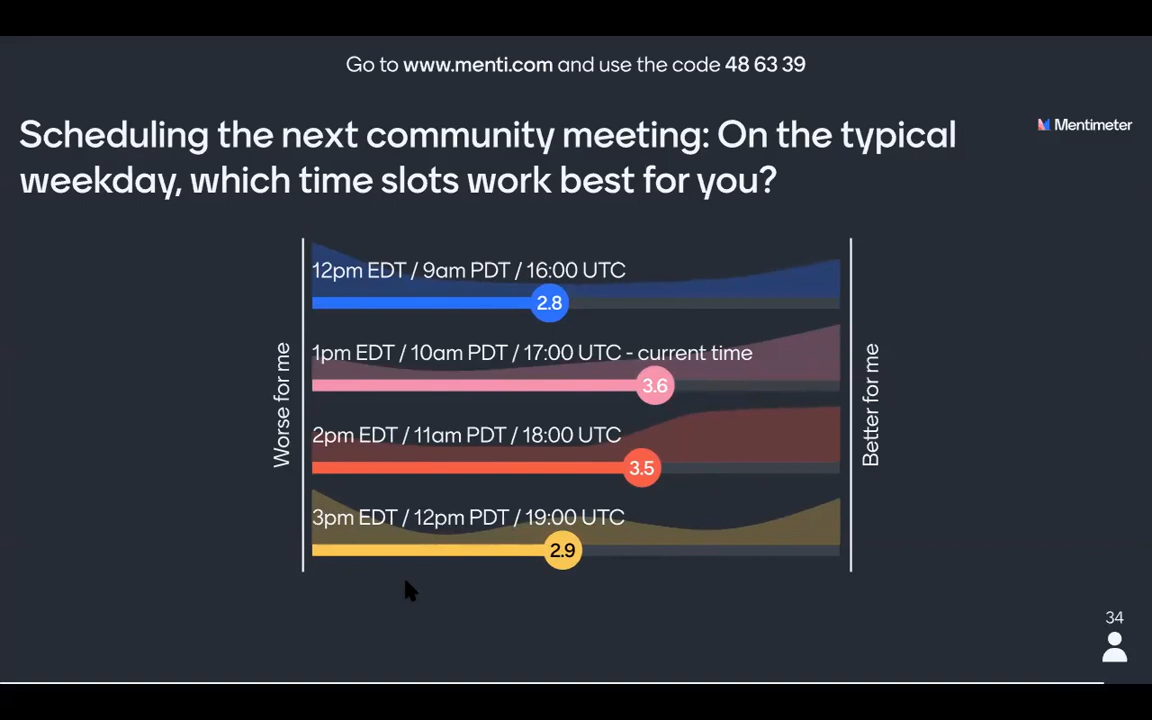 Go to www.menti.com and use the code 48 63 39
Scheduling the next community meeting: On the typical
weekday, which time slots work best for you?
Mentimeter
Worse for me
12pm EDT / 9am PDT / 16:00 UTC
2.8
1pm EDT / 10am PDT / 17:00 UTC - current time
3.6
2pm EDT / 11am PDT / 18:00 UTC
3.5
3pm EDT / 12pm PDT / 19:00 UTC
2.9
Better for me
34